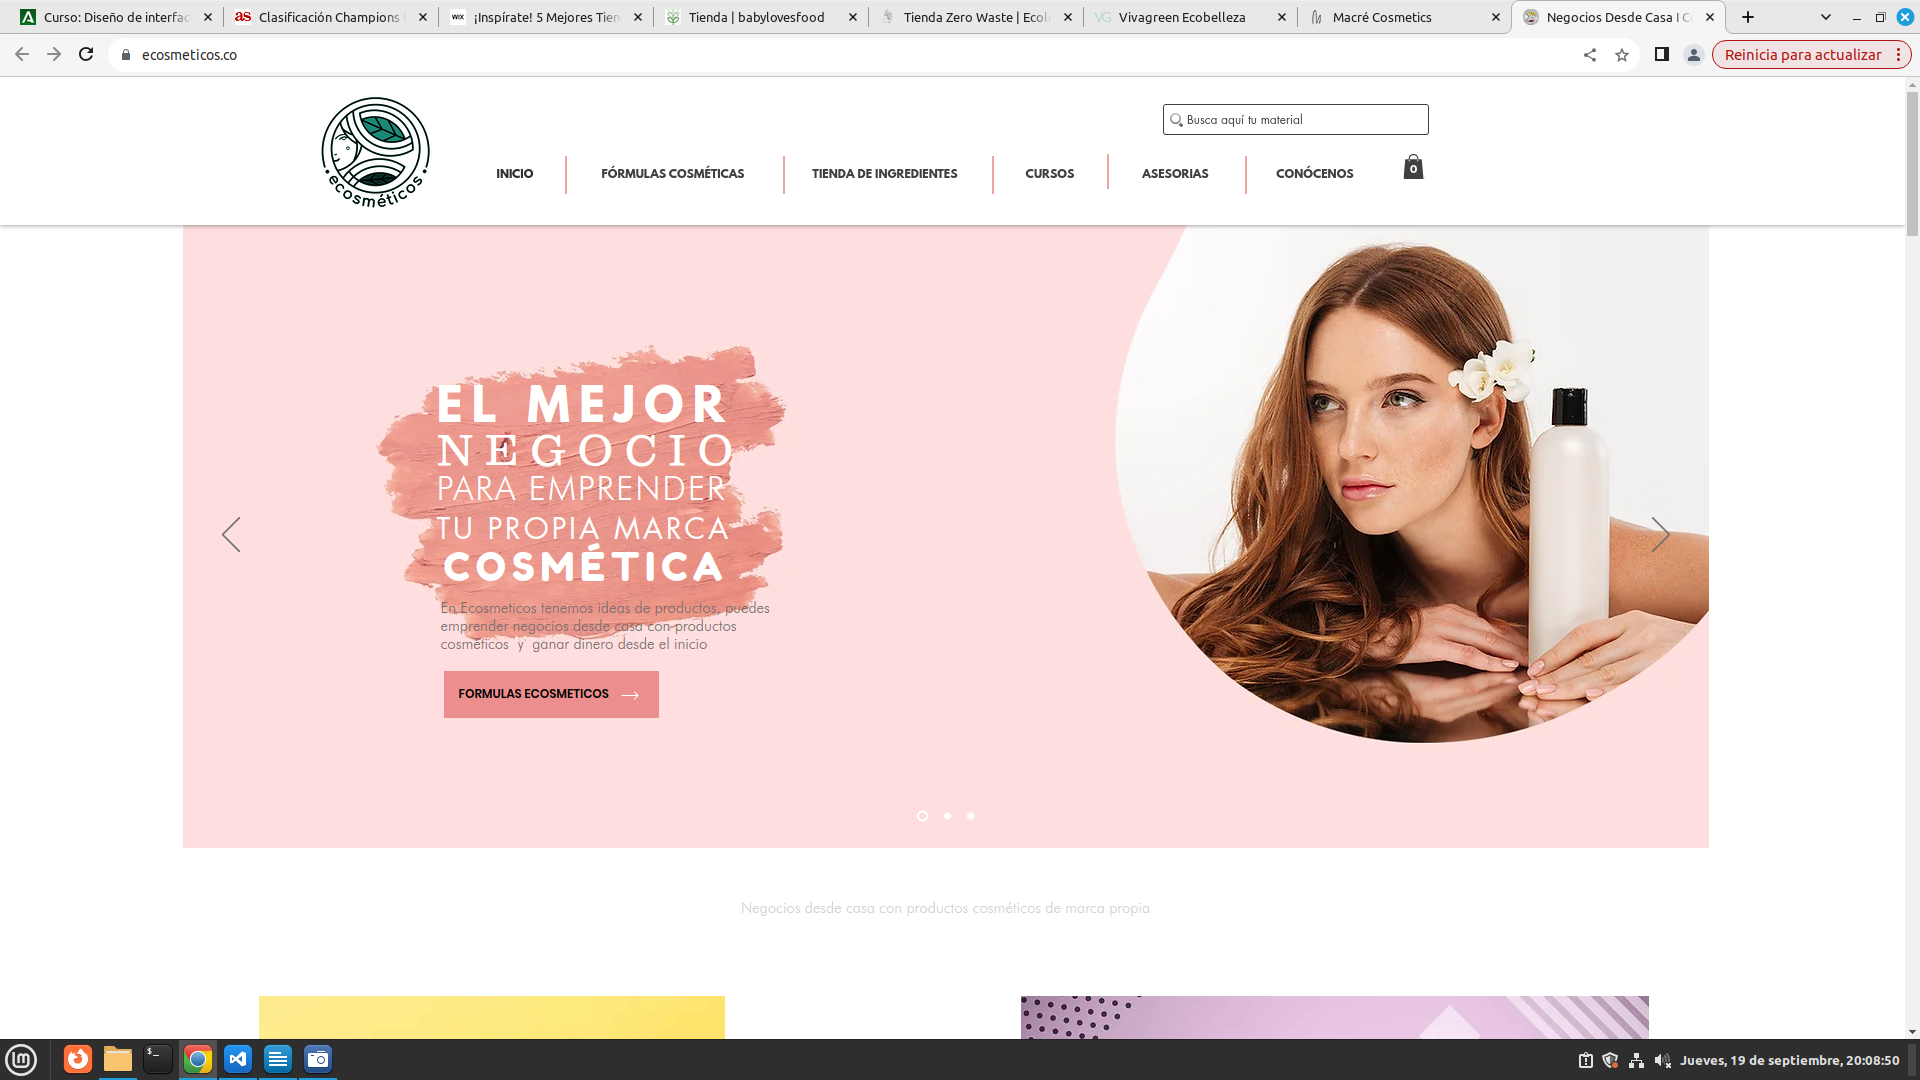 Curso: Diseño de interfac
Clasificación Champions
¡Inspírate! 5 Mejores Tien
Tienda | babylovesfood
Tienda Zero Waste | Ecol
Vivagreen Ecobelleza
Macré Cosmetics
Negocios Desde Casa I C
ecosmeticos.co
Reinicia para actualizar
ecosméticos
Busca aquí tu material
INICIO
FÓRMULAS COSMÉTICAS
TIENDA DE INGREDIENTES
CURSOS
ASESORIAS
CONÓCENOS
0
EL MEJOR
NEGOCIO
PARA EMPRENDER
TU PROPIA MARCA
COSMÉTICA
En Ecosmeticos tenemos ideas de productos, puedes
emprender negocios desde casa con productos
cosméticos y ganar dinero desde el inicio
FORMULAS ECOSMETICOS
Negocios desde casa con productos cosméticos de marca propia
Jueves, 19 de septiembre, 20:08:50